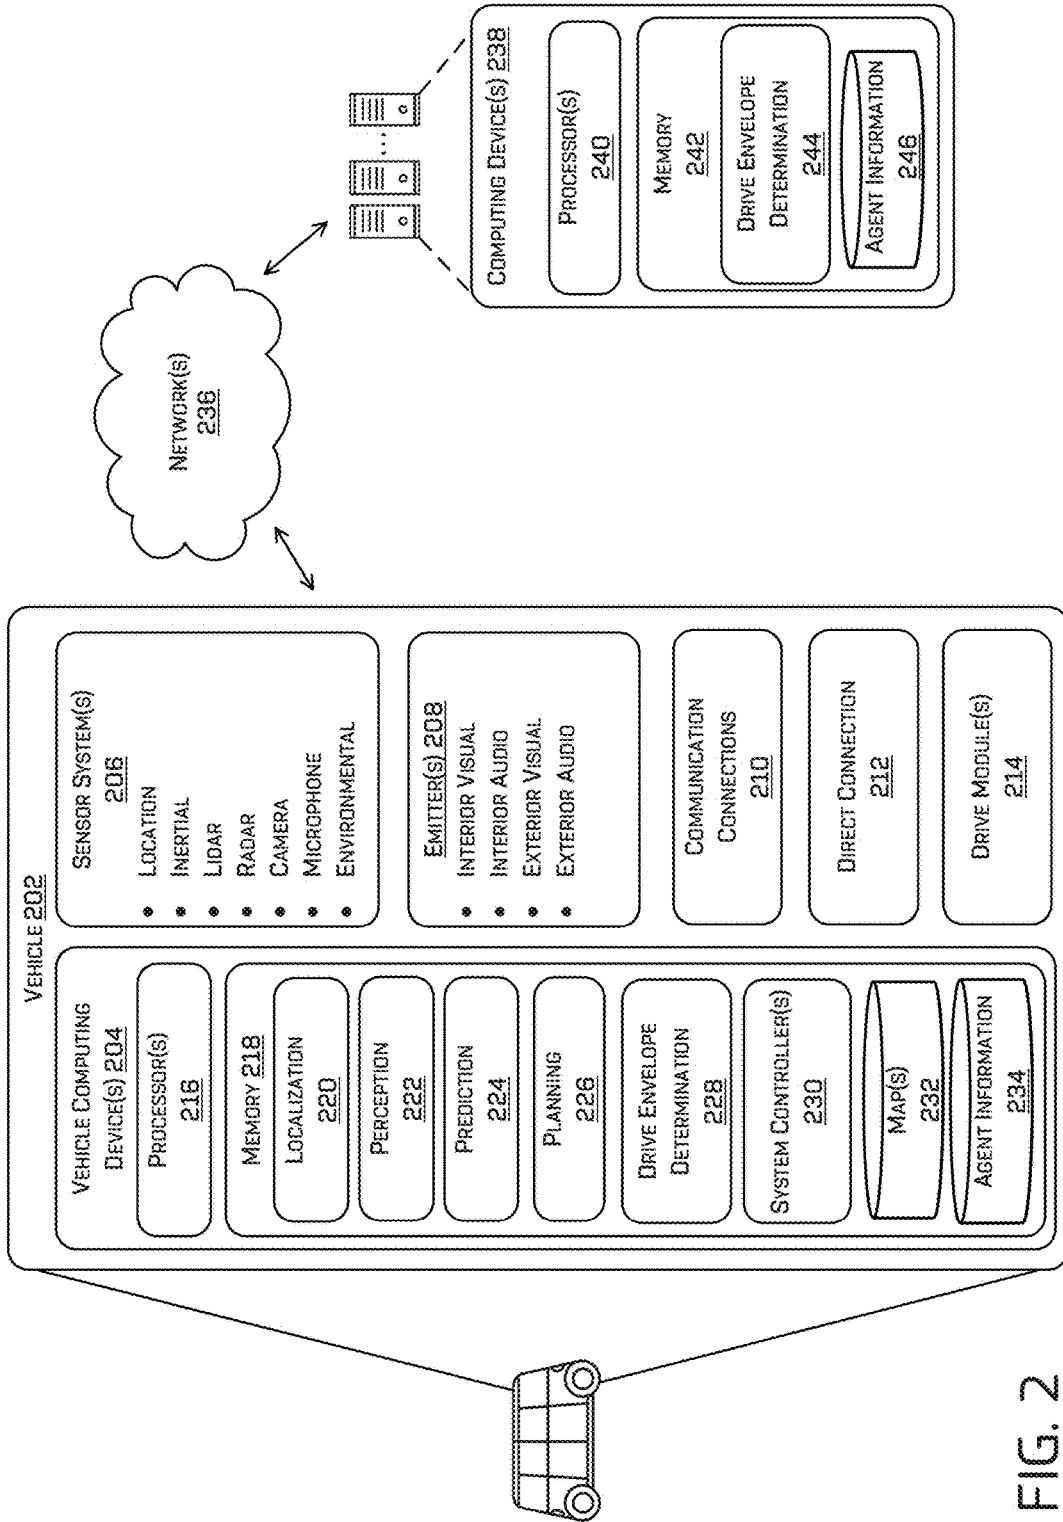 VEHICLE 202
VEHICLE COMPUTING
DEVICE(S) 204
PROCESSOR(S)
216
MEMORY 218
LOCALIZATION
220
PERCEPTION
222
PREDICTION
224
PLANNING
226
DRIVE ENVELOPE
DETERMINATION
228
SYSTEM CONTROLLER(S)
230
MAP(S)
232
AGENT INFORMATION
234
SENSOR SYSTEM(S)
206
• LOCATION
• INERTIAL
• LIDAR
• RADAR
• CAMERA
• MICROPHONE
• ENVIRONMENTAL
EMITTER(S) 208
• INTERIOR VISUAL
• INTERIOR AUDIO
• EXTERIOR VISUAL
• EXTERIOR AUDIO
COMMUNICATION
CONNECTIONS
210
DIRECT CONNECTION
212
DRIVE MODULE(S)
214
NETWORK(S)
236
COMPUTING DEVICE(S) 238
PROCESSOR(S)
240
MEMORY
242
DRIVE ENVELOPE
DETERMINATION
244
AGENT INFORMATION
246
FIG. 2